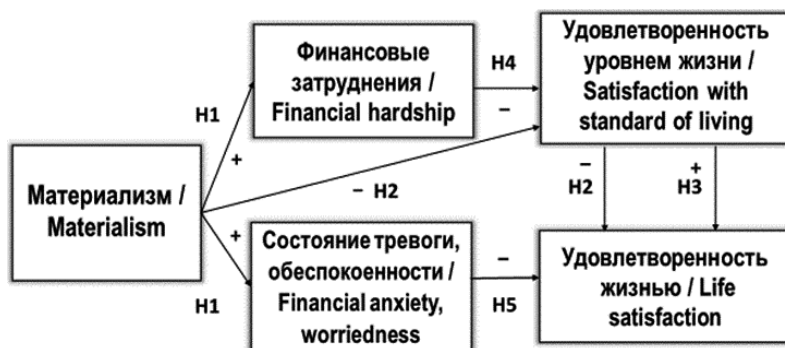 Финансовые
затруднения /
Financial hardship
H4
–
Удовлетворенность
уровнем жизни /
Satisfaction with
standard of living
H1
+
Материализм /
Materialism
– H2
–
H2
+
H3
+
H1
Состояние тревоги,
обеспокоенности /
Financial anxiety,
worriedness
–
H5
Удовлетворенность
жизнью / Life
satisfaction